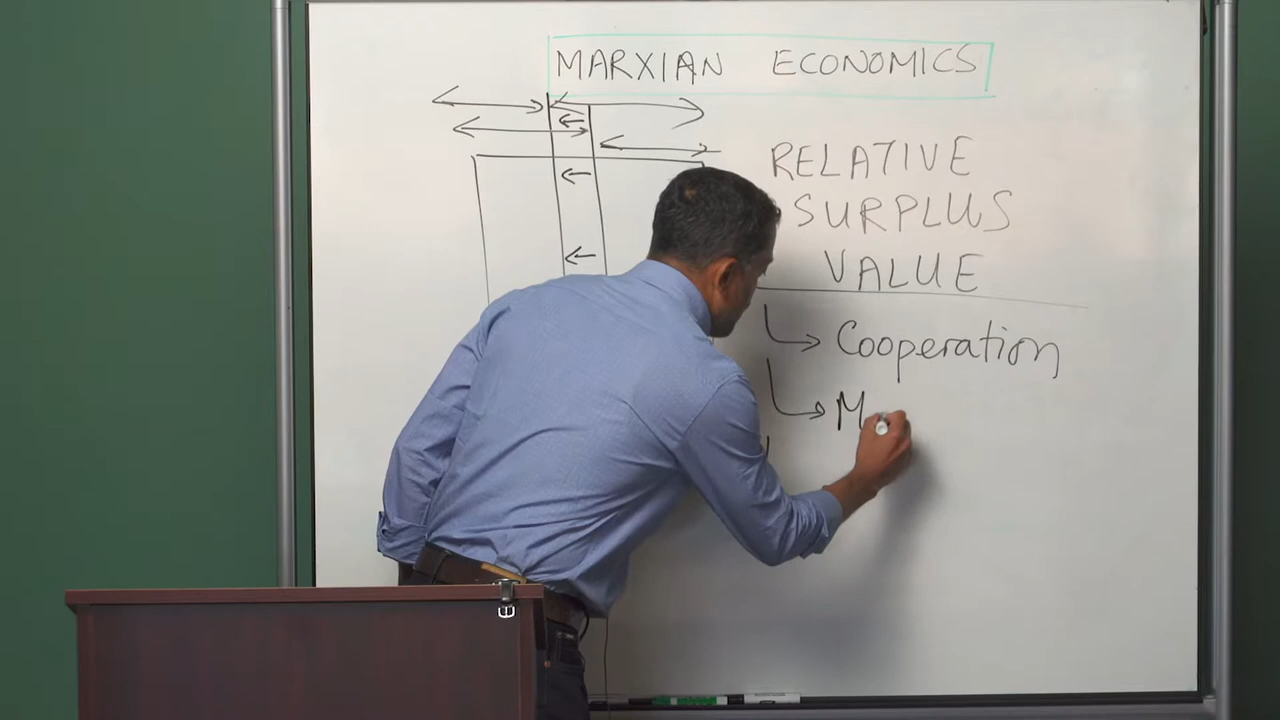 MARXIAN ECONOMICS
RELATIVE
SURPLUS
VALUE
Cooperation
M